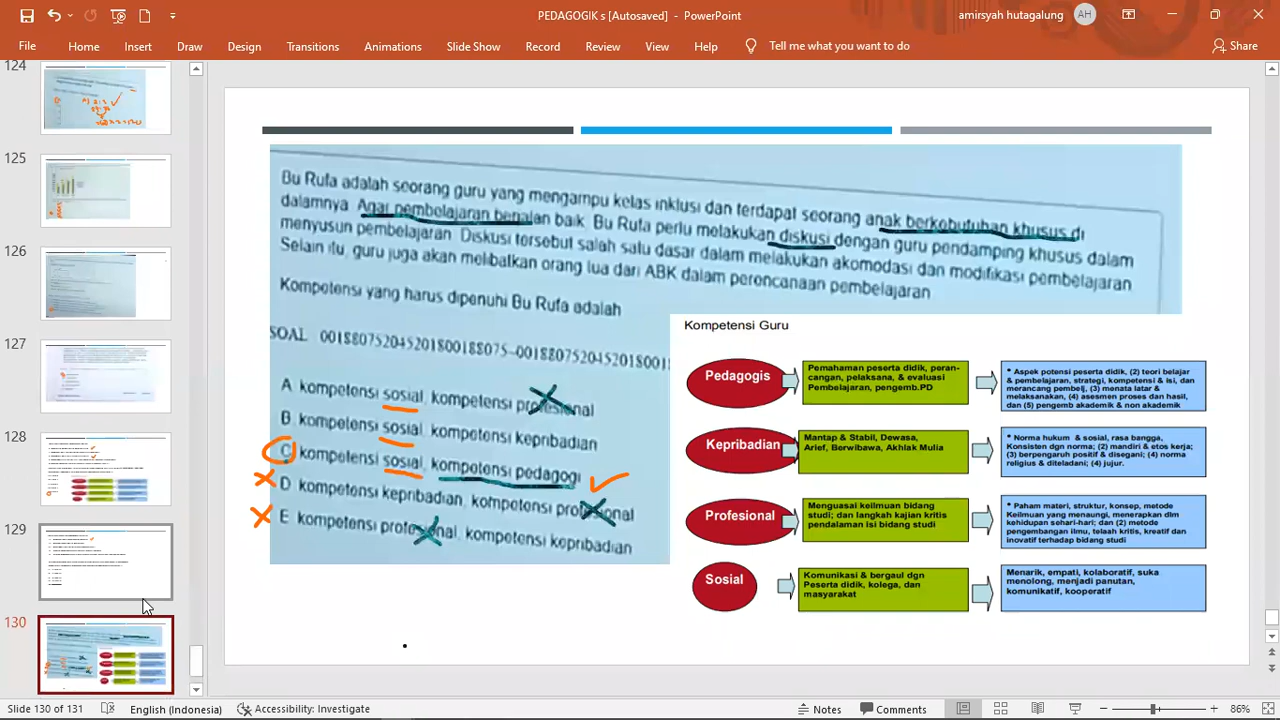 PEDAGOGIK s [Autosaved] - PowerPoint
amirsyah hutagalung
AH
File Home Insert Draw Design Transitions Animations Slide Show Record Review View Help Tell me what you want to do Share
124
125
126
127
128
129
130
Bu Rufa adalah seorang guru yang mengampu kelas inklusi dan terdapat seorang anak berkebutuhan khusus di
dalamnya. Agar pembelajaran berjalan baik. Bu Rufa perlu melakukan diskusi dengan guru pendamping khusus dalam
menyusun pembelajaran. Diskusi tersebut salah satu dasar dalam melakukan akomodasi dan modifikasi pembelajaran
Selain itu, guru juga akan melibatkan orang tua dari ABK dalam perencanaan pembelajaran
Kompetensi yang harus dipenuhi Bu Rufa adalah
SOAL
A kompetensi sosial, kompetensi profesional
B kompetensi sosial, kompetensi kepribadian
C kompetensi sosial, kompetensi pedagogi
D kompetensi kepribadian, kompetensi profesional
E kompetensi profesional, kompetensi kepribadian
Kompetensi Guru
Pedagogis
Pemahaman peserta didik, peran-
cangan, pelaksana, & evaluasi
Pembelajaran, pengemb.PD
* Aspek potensi peserta didik, (2) teori belajar
& pembelajaran, strategi, kompetensi & isi, dan
merancang pembelj, (3) menata latar &
melaksanakan, (4) asesmen proses dan hasil,
dan (5) pengemb akademik & non akademik
Kepribadian
Mantap & Stabil, Dewasa,
Arief, Berwibawa, Akhlak Mulia
* Norma hukum & sosial, rasa bangga,
Konsisten dgn norma; (2) mandiri & etos kerja;
(3) berpengaruh positif & disegani; (4) norma
religius & diteladani; (4) jujur.
Profesional
Menguasai keilmuan bidang
studi; dan langkah kajian kritis
pendalaman isi bidang studi
* Paham materi, struktur, konsep, metode
Keilmuan yang menaungi, menerapkan dlm
kehidupan sehari-hari; dan (2) metode
pengembangan ilmu, telaah kritis, kreatif dan
inovatif terhadap bidang studi
Sosial
Komunikasi & bergaul dgn
Peserta didik, kolega, dan
masyarakat
Menarik, empati, kolaboratif, suka
menolong, menjadi panutan,
komunikatif, kooperatif
Slide 130 of 131 English (Indonesia) Accessibility: Investigate Notes Comments 86%